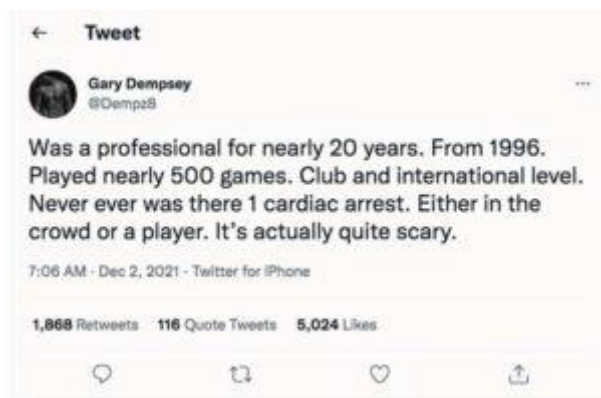 ← Tweet
Gary Dempsey
@Dempz8
Was a professional for nearly 20 years. From 1996.
Played nearly 500 games. Club and international level.
Never ever was there 1 cardiac arrest. Either in the
crowd or a player. It's actually quite scary.
7:06 AM · Dec 2, 2021 · Twitter for iPhone
1,868 Retweets 116 Quote Tweets 5,024 Likes